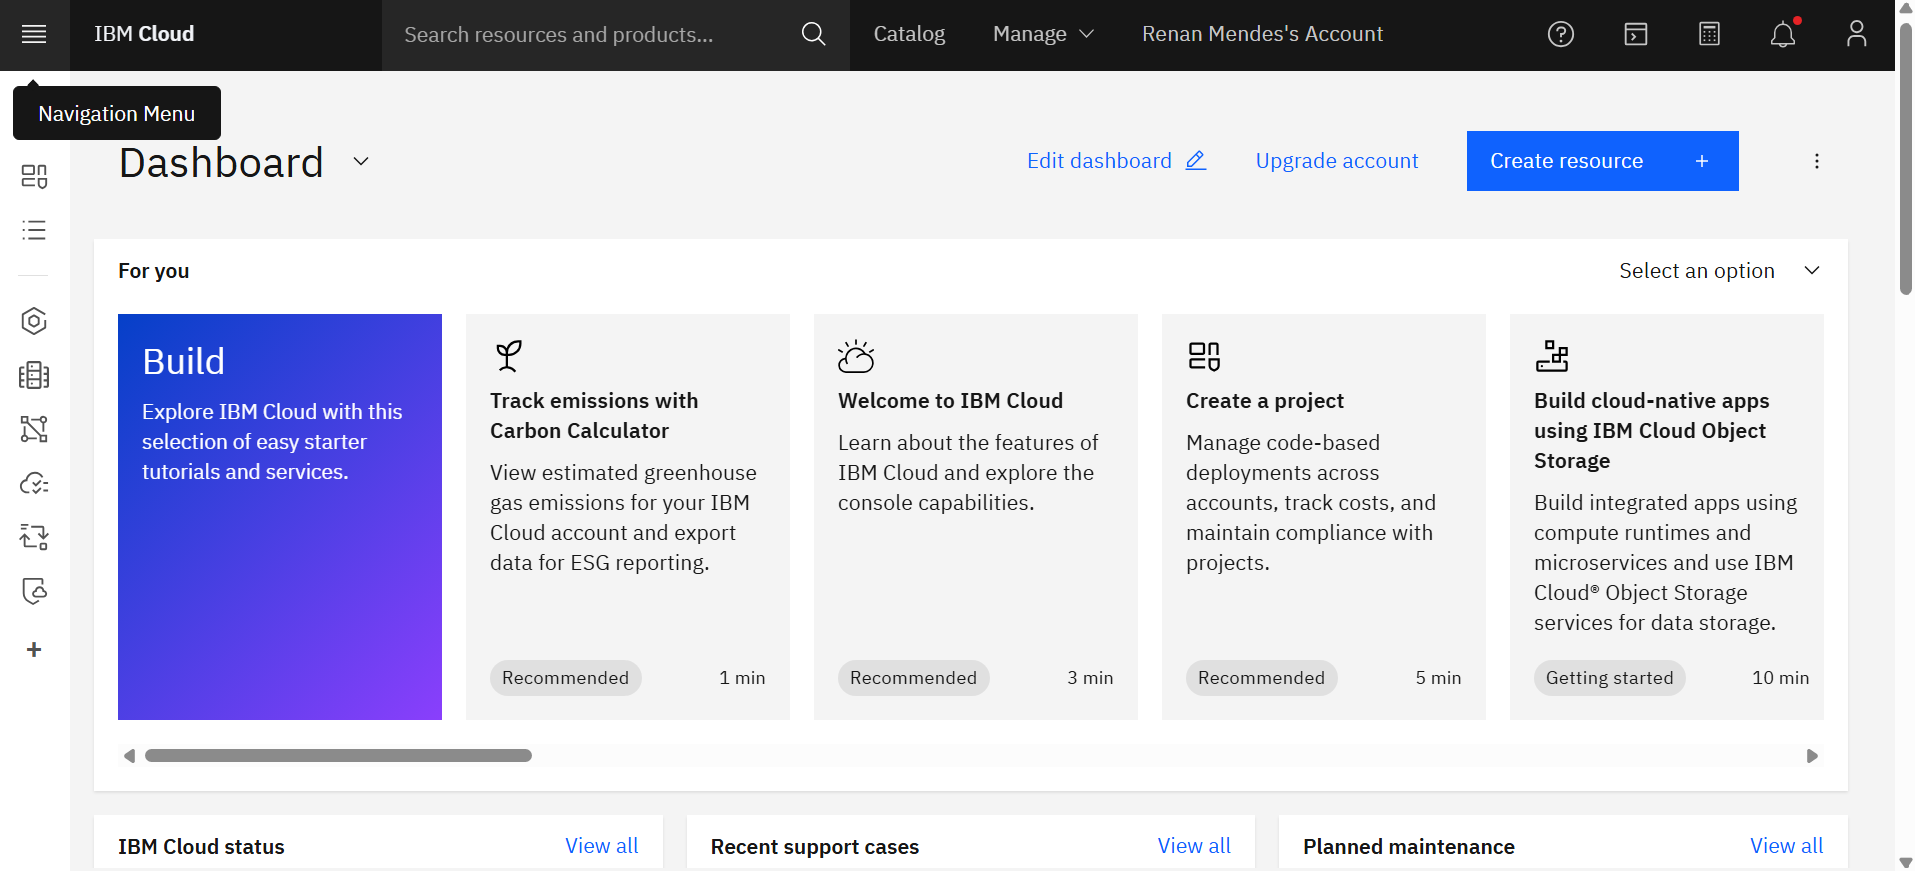 IBM Cloud
Search resources and products...
Catalog
Manage
Renan Mendes's Account
Navigation Menu
Dashboard
Edit dashboard
Upgrade account
Create resource
For you
Select an option
Build
Explore IBM Cloud with this
selection of easy starter
tutorials and services.
Track emissions with
Carbon Calculator
View estimated greenhouse
gas emissions for your IBM
Cloud account and export
data for ESG reporting.
Recommended
1 min
Welcome to IBM Cloud
Learn about the features of
IBM Cloud and explore the
console capabilities.
Recommended
3 min
Create a project
Manage code-based
deployments across
accounts, track costs, and
maintain compliance with
projects.
Recommended
5 min
Build cloud-native apps
using IBM Cloud Object
Storage
Build integrated apps using
compute runtimes and
microservices and use IBM
Cloud® Object Storage
services for data storage.
Getting started
10 min
IBM Cloud status
View all
Recent support cases
View all
Planned maintenance
View all